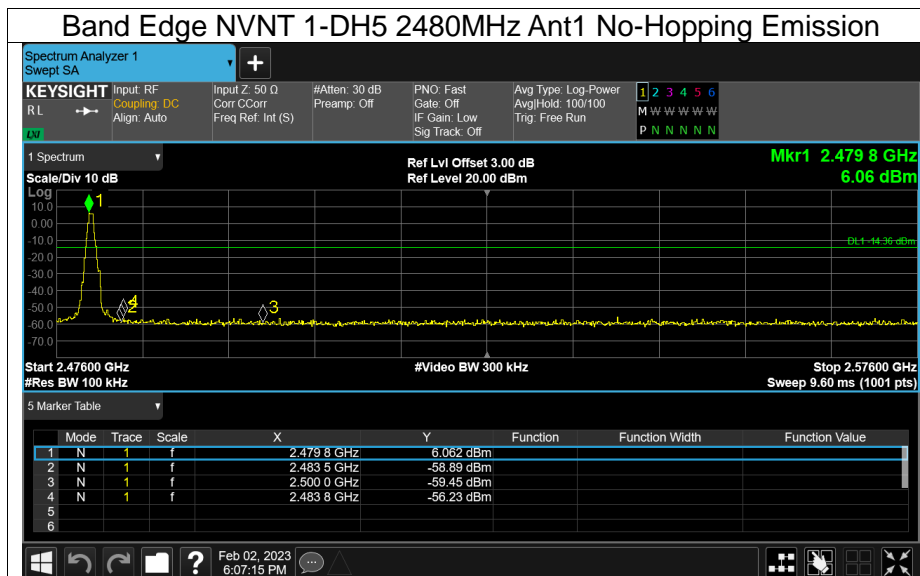 Band Edge NVNT 1-DH5 2480MHz Ant1 No-Hopping Emission
Spectrum Analyzer 1
Swept SA
+
KEYSIGHT Input: RF Input Z: 50 Ω #Atten: 30 dB PNO: Fast Avg Type: Log-Power 1 2 3 4 5 6
R L Coupling: DC Corr CCorr Preamp: Off Gate: Off Avg|Hold: 100/100 M W W W W W
Align: Auto Freq Ref: Int (S) IF Gain: Low Trig: Free Run
LXI Sig Track: Off P N N N N N
1 Spectrum Ref Lvl Offset 3.00 dB Mkr1 2.479 8 GHz
Scale/Div 10 dB Ref Level 20.00 dBm 6.06 dBm
Log
1
10.0
0.00
-10.0 DL1 -14.36 dBm
-20.0
-30.0
-40.0
-50.0 4 2 3
-60.0
-70.0
Start 2.47600 GHz #Video BW 300 kHz Stop 2.57600 GHz
#Res BW 100 kHz Sweep 9.60 ms (1001 pts)
5 Marker Table
Mode Trace Scale X Y Function Function Width Function Value
1 N 1 f 2.479 8 GHz 6.062 dBm
2 N 1 f 2.483 5 GHz -58.89 dBm
3 N 1 f 2.500 0 GHz -59.45 dBm
4 N 1 f 2.483 8 GHz -56.23 dBm
5
6
? Feb 02, 2023
6:07:15 PM